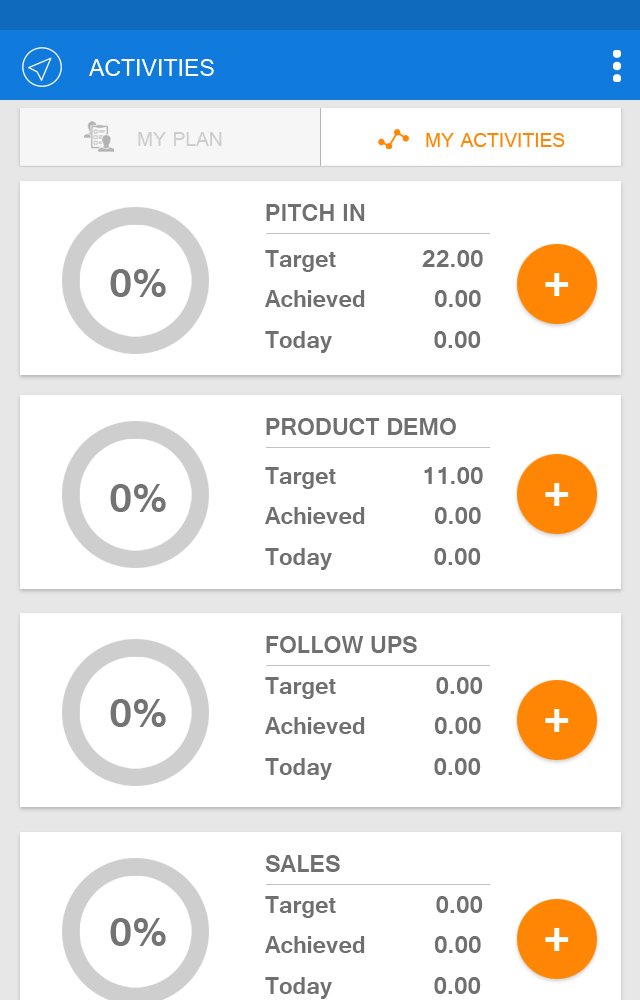 ACTIVITIES
MY PLAN
MY ACTIVITIES
PITCH IN
0%
Target 22.00
Achieved 0.00
Today 0.00
+
PRODUCT DEMO
0%
Target 11.00
Achieved 0.00
Today 0.00
+
FOLLOW UPS
0%
Target 0.00
Achieved 0.00
Today 0.00
+
SALES
0%
Target 0.00
Achieved 0.00
Today 0.00
+